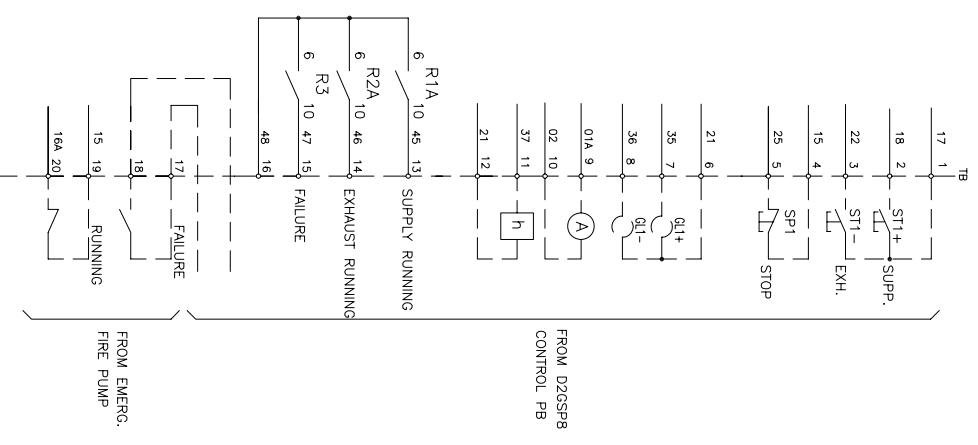 TB
17 1
18 2
ST1+
SUPP.
22 3
ST1-
EXH.
15 4
25 5
SP1
STOP
21 6
35 7
GL1+
36 8
GL1-
01A 9
A
02 10
37 11
h
21 12
FROM D2GSP8
CONTROL PB
R1A
6 10 45 13
SUPPLY RUNNING
R2A
6 10 46 14
EXHAUST RUNNING
R3
6 10 47 15
FAILURE
48 16
17
FAILURE
18
15 19
RUNNING
16A 20
FROM EMERG.
FIRE PUMP